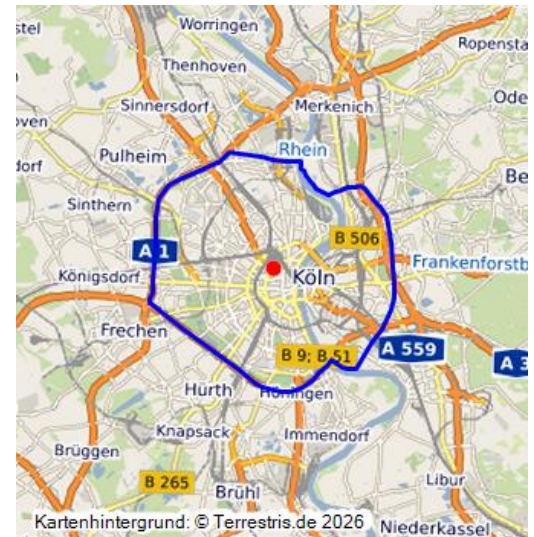 Worringen
stel
Ropensta
Thenhoven
Ode
Sinnersdorf
Merkenich
oven
Rhein
Pulheim
dorf
Be
Sinthern
B 506
A 1
Frankenforstb
Königsdorf
Köln
Frechen
A 559
B 9; B 51
A 3
Hürth
Höningen
Knapsack
Immendorf
Brüggen
B 265
Libur
Brühl
Kartenhintergrund: © Terrestris.de 2026
Niederkassel